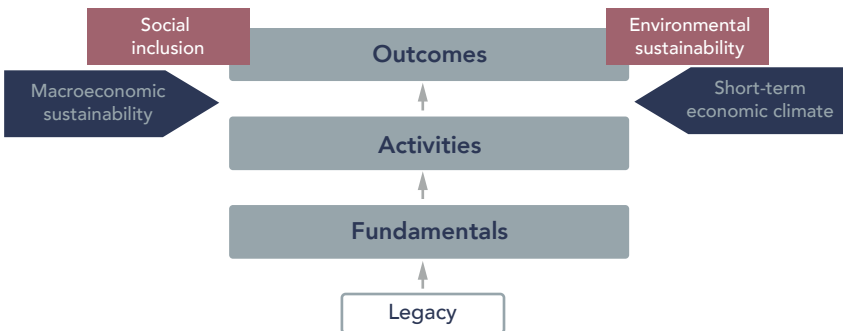 Social
inclusion
Environmental
sustainability
Outcomes
Macroeconomic
sustainability
Short-term
economic climate
Activities
Fundamentals
Legacy